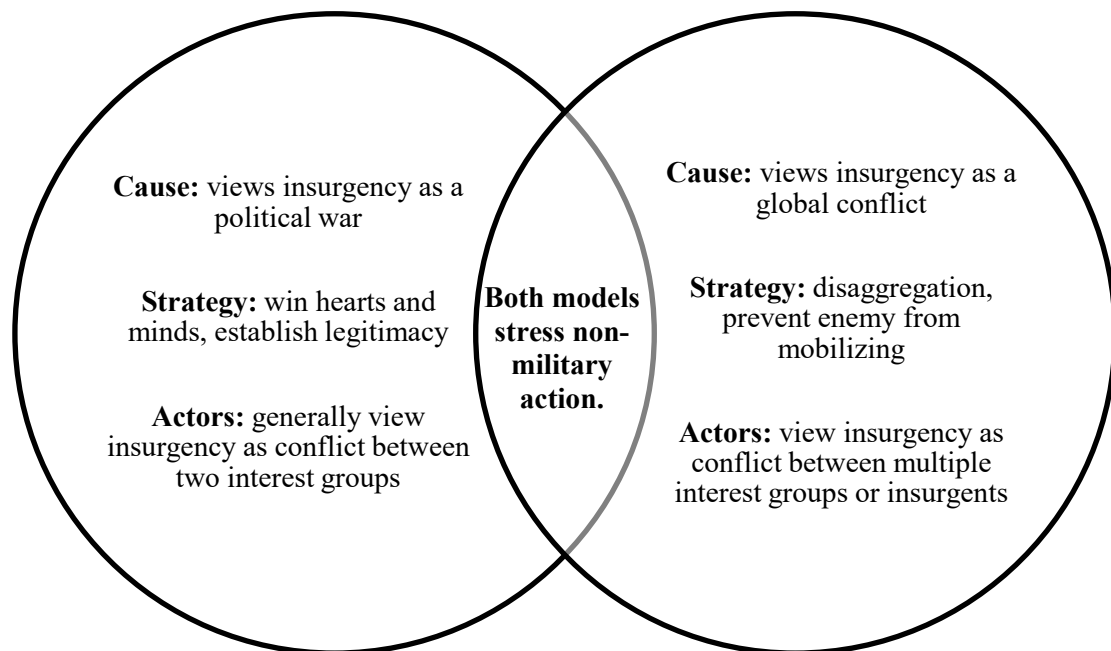 Cause: views insurgency as a
political war
Strategy: win hearts and
minds, establish legitimacy
Actors: generally view
insurgency as conflict between
two interest groups
Both models
stress non-
military
action.
Cause: views insurgency as a
global conflict
Strategy: disaggregation,
prevent enemy from
mobilizing
Actors: view insurgency as
conflict between multiple
interest groups or insurgents